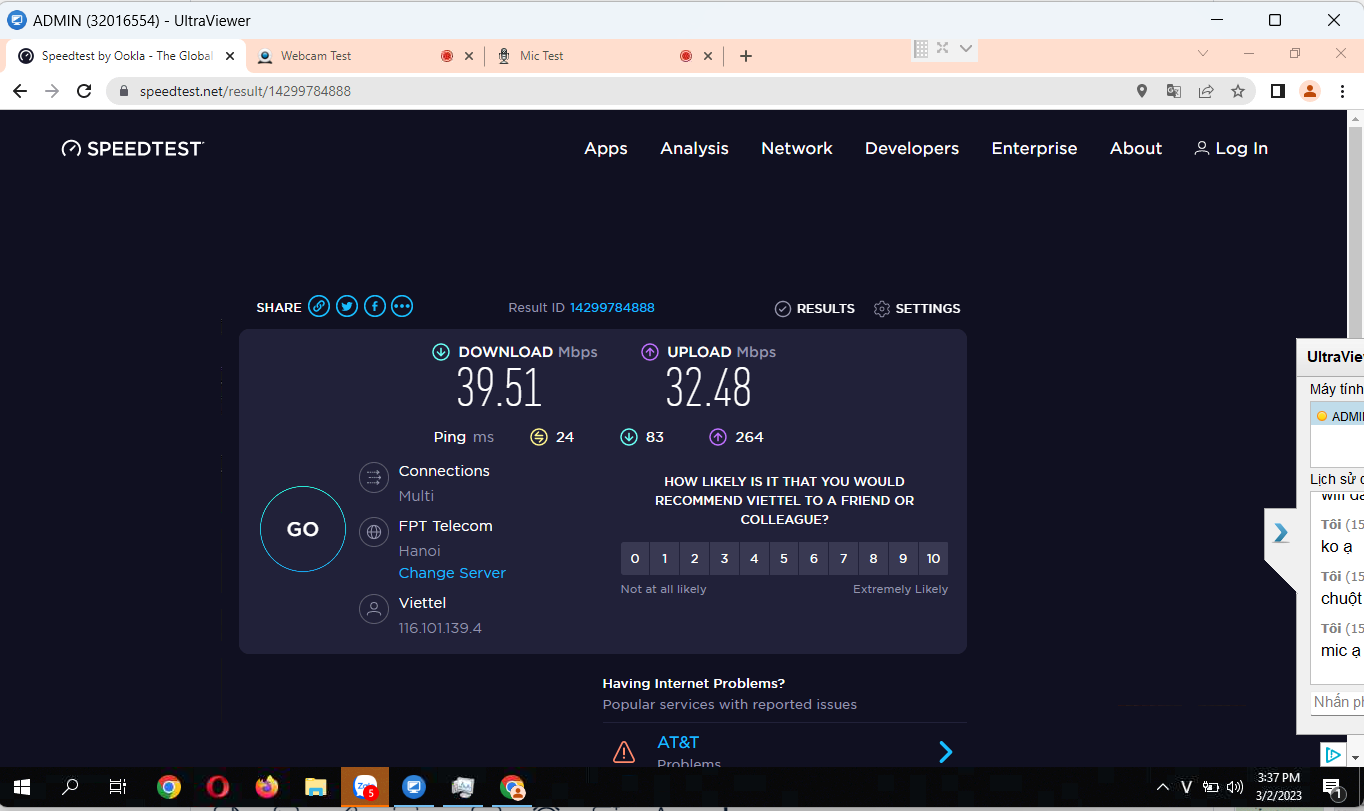 ADMIN (32016554) - UltraViewer
Speedtest by Ookla - The Global
Webcam Test
Mic Test
speedtest.net/result/14299784888
SPEEDTEST
Apps
Analysis
Network
Developers
Enterprise
About
Log In
SHARE
Result ID 14299784888
RESULTS
SETTINGS
DOWNLOAD Mbps
UPLOAD Mbps
39.51
32.48
Ping ms
24
83
264
GO
Connections
Multi
FPT Telecom
Hanoi
Change Server
Viettel
116.101.139.4
HOW LIKELY IS IT THAT YOU WOULD
RECOMMEND VIETTEL TO A FRIEND OR
COLLEAGUE?
0 1 2 3 4 5 6 7 8 9 10
Not at all likely
Extremely Likely
Having Internet Problems?
Popular services with reported issues
AT&T
Problems
UltraVie
Máy tính
ADMI
Lịch sử
Tôi (15
ko ạ
Tôi (15
chuột
Tôi (15
mic ạ
Nhấn ph
5
V
3:37 PM
3/2/2023
1